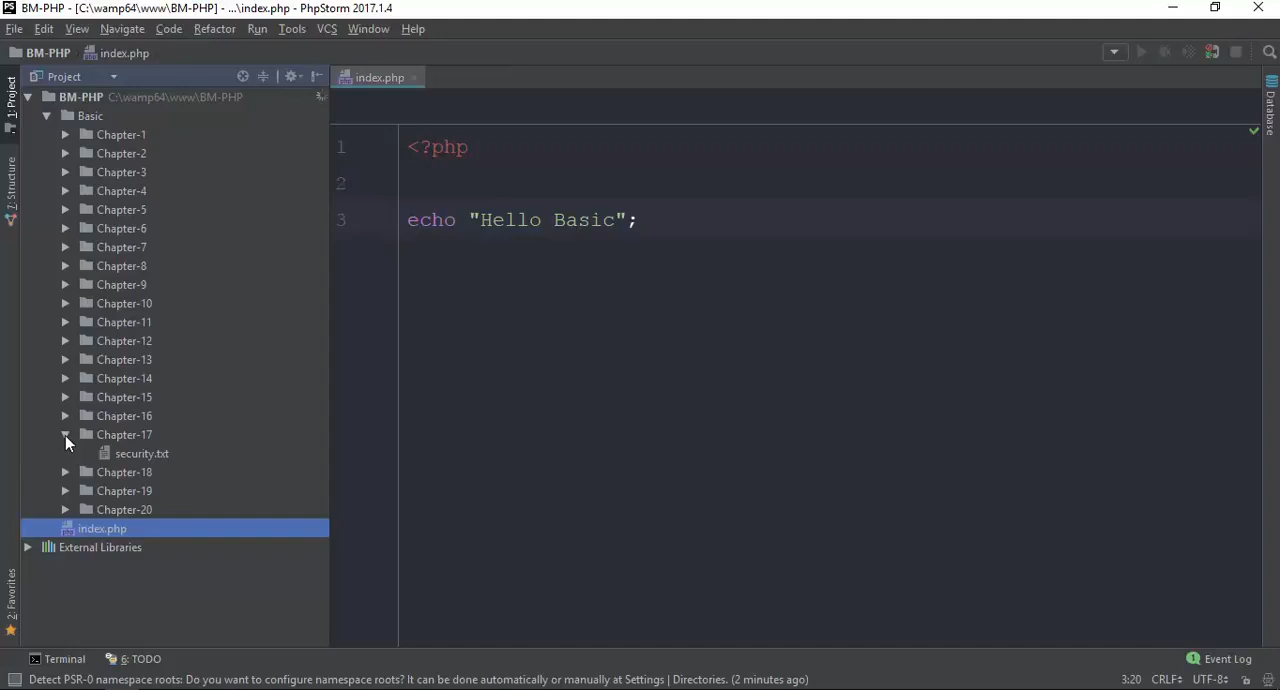 PS BM-PHP - [C:\wamp64\www\BM-PHP] - ...\index.php - PhpStorm 2017.1.4
File Edit View Navigate Code Refactor Run Tools VCS Window Help
BM-PHP index.php
Project index.php
BM-PHP C:\wamp64\www\BM-PHP
Basic
Chapter-1
Chapter-2
Chapter-3
Chapter-4
Chapter-5
Chapter-6
Chapter-7
Chapter-8
Chapter-9
Chapter-10
Chapter-11
Chapter-12
Chapter-13
Chapter-14
Chapter-15
Chapter-16
Chapter-17
security.txt
Chapter-18
Chapter-19
Chapter-20
index.php
External Libraries
1: Project
7: Structure
2: Favorites
1 <?php
2
3 echo "Hello Basic";
Database
Terminal 6: TODO 1 Event Log
Detect PSR-0 namespace roots: Do you want to configure namespace roots? It can be done automatically or manually at Settings | Directories. (2 minutes ago) 3:20 CRLF UTF-8